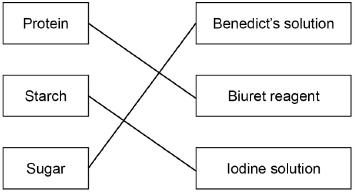 Protein
Benedict's solution
Starch
Biuret reagent
Sugar
Iodine solution